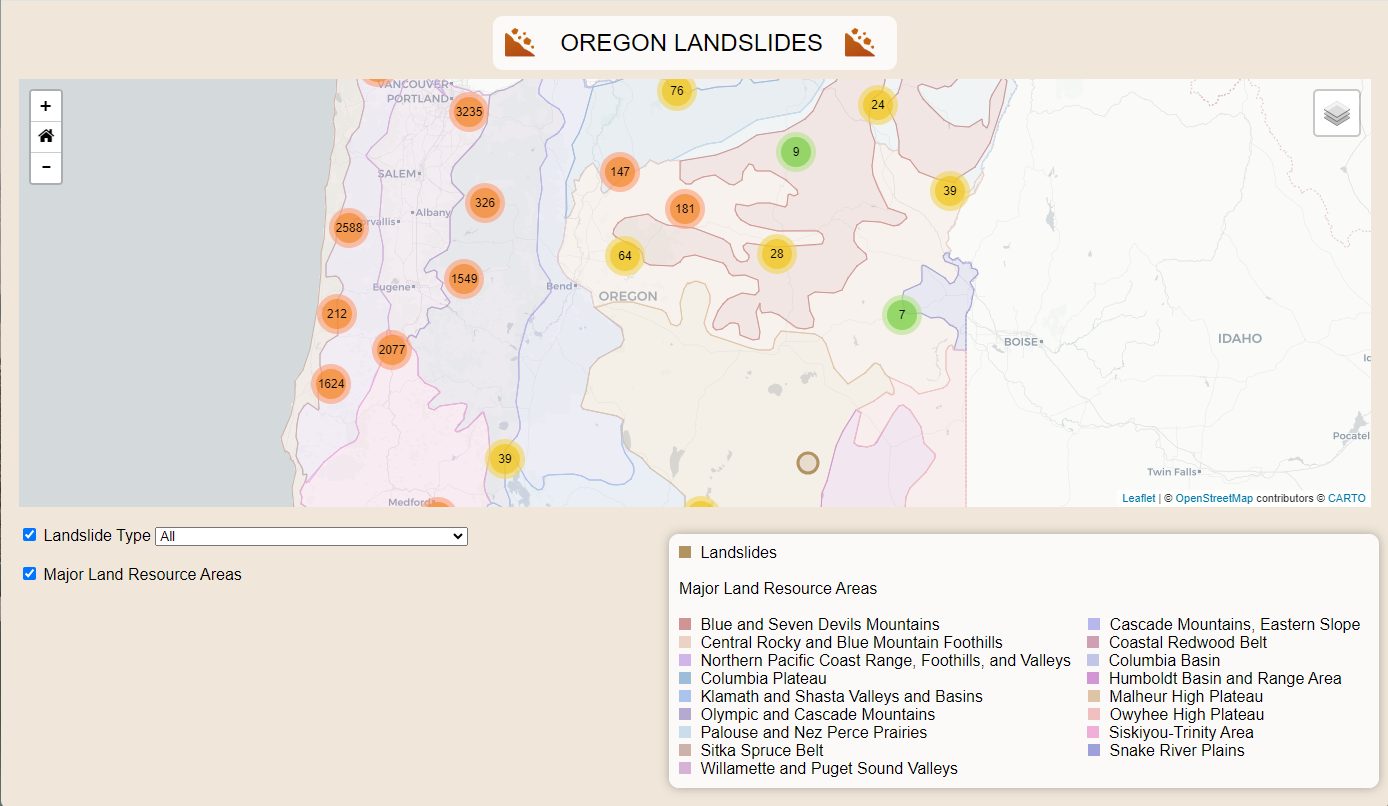 OREGON LANDSLIDES
+
−
VANCOUVER
PORTLAND
3235
76
24
9
147
SALEM
39
326
181
Albany
rvallis
2588
64
28
1549
Eugene
Bend
OREGON
212
7
IDAHO
BOISE
2077
1624
Pocatel
39
Twin Falls
Medford
Leaflet | © OpenStreetMap contributors © CARTO
Landslide Type All
Major Land Resource Areas
Landslides
Major Land Resource Areas
Blue and Seven Devils Mountains
Central Rocky and Blue Mountain Foothills
Northern Pacific Coast Range, Foothills, and Valleys
Columbia Plateau
Klamath and Shasta Valleys and Basins
Olympic and Cascade Mountains
Palouse and Nez Perce Prairies
Sitka Spruce Belt
Willamette and Puget Sound Valleys
Cascade Mountains, Eastern Slope
Coastal Redwood Belt
Columbia Basin
Humboldt Basin and Range Area
Malheur High Plateau
Owyhee High Plateau
Siskiyou-Trinity Area
Snake River Plains